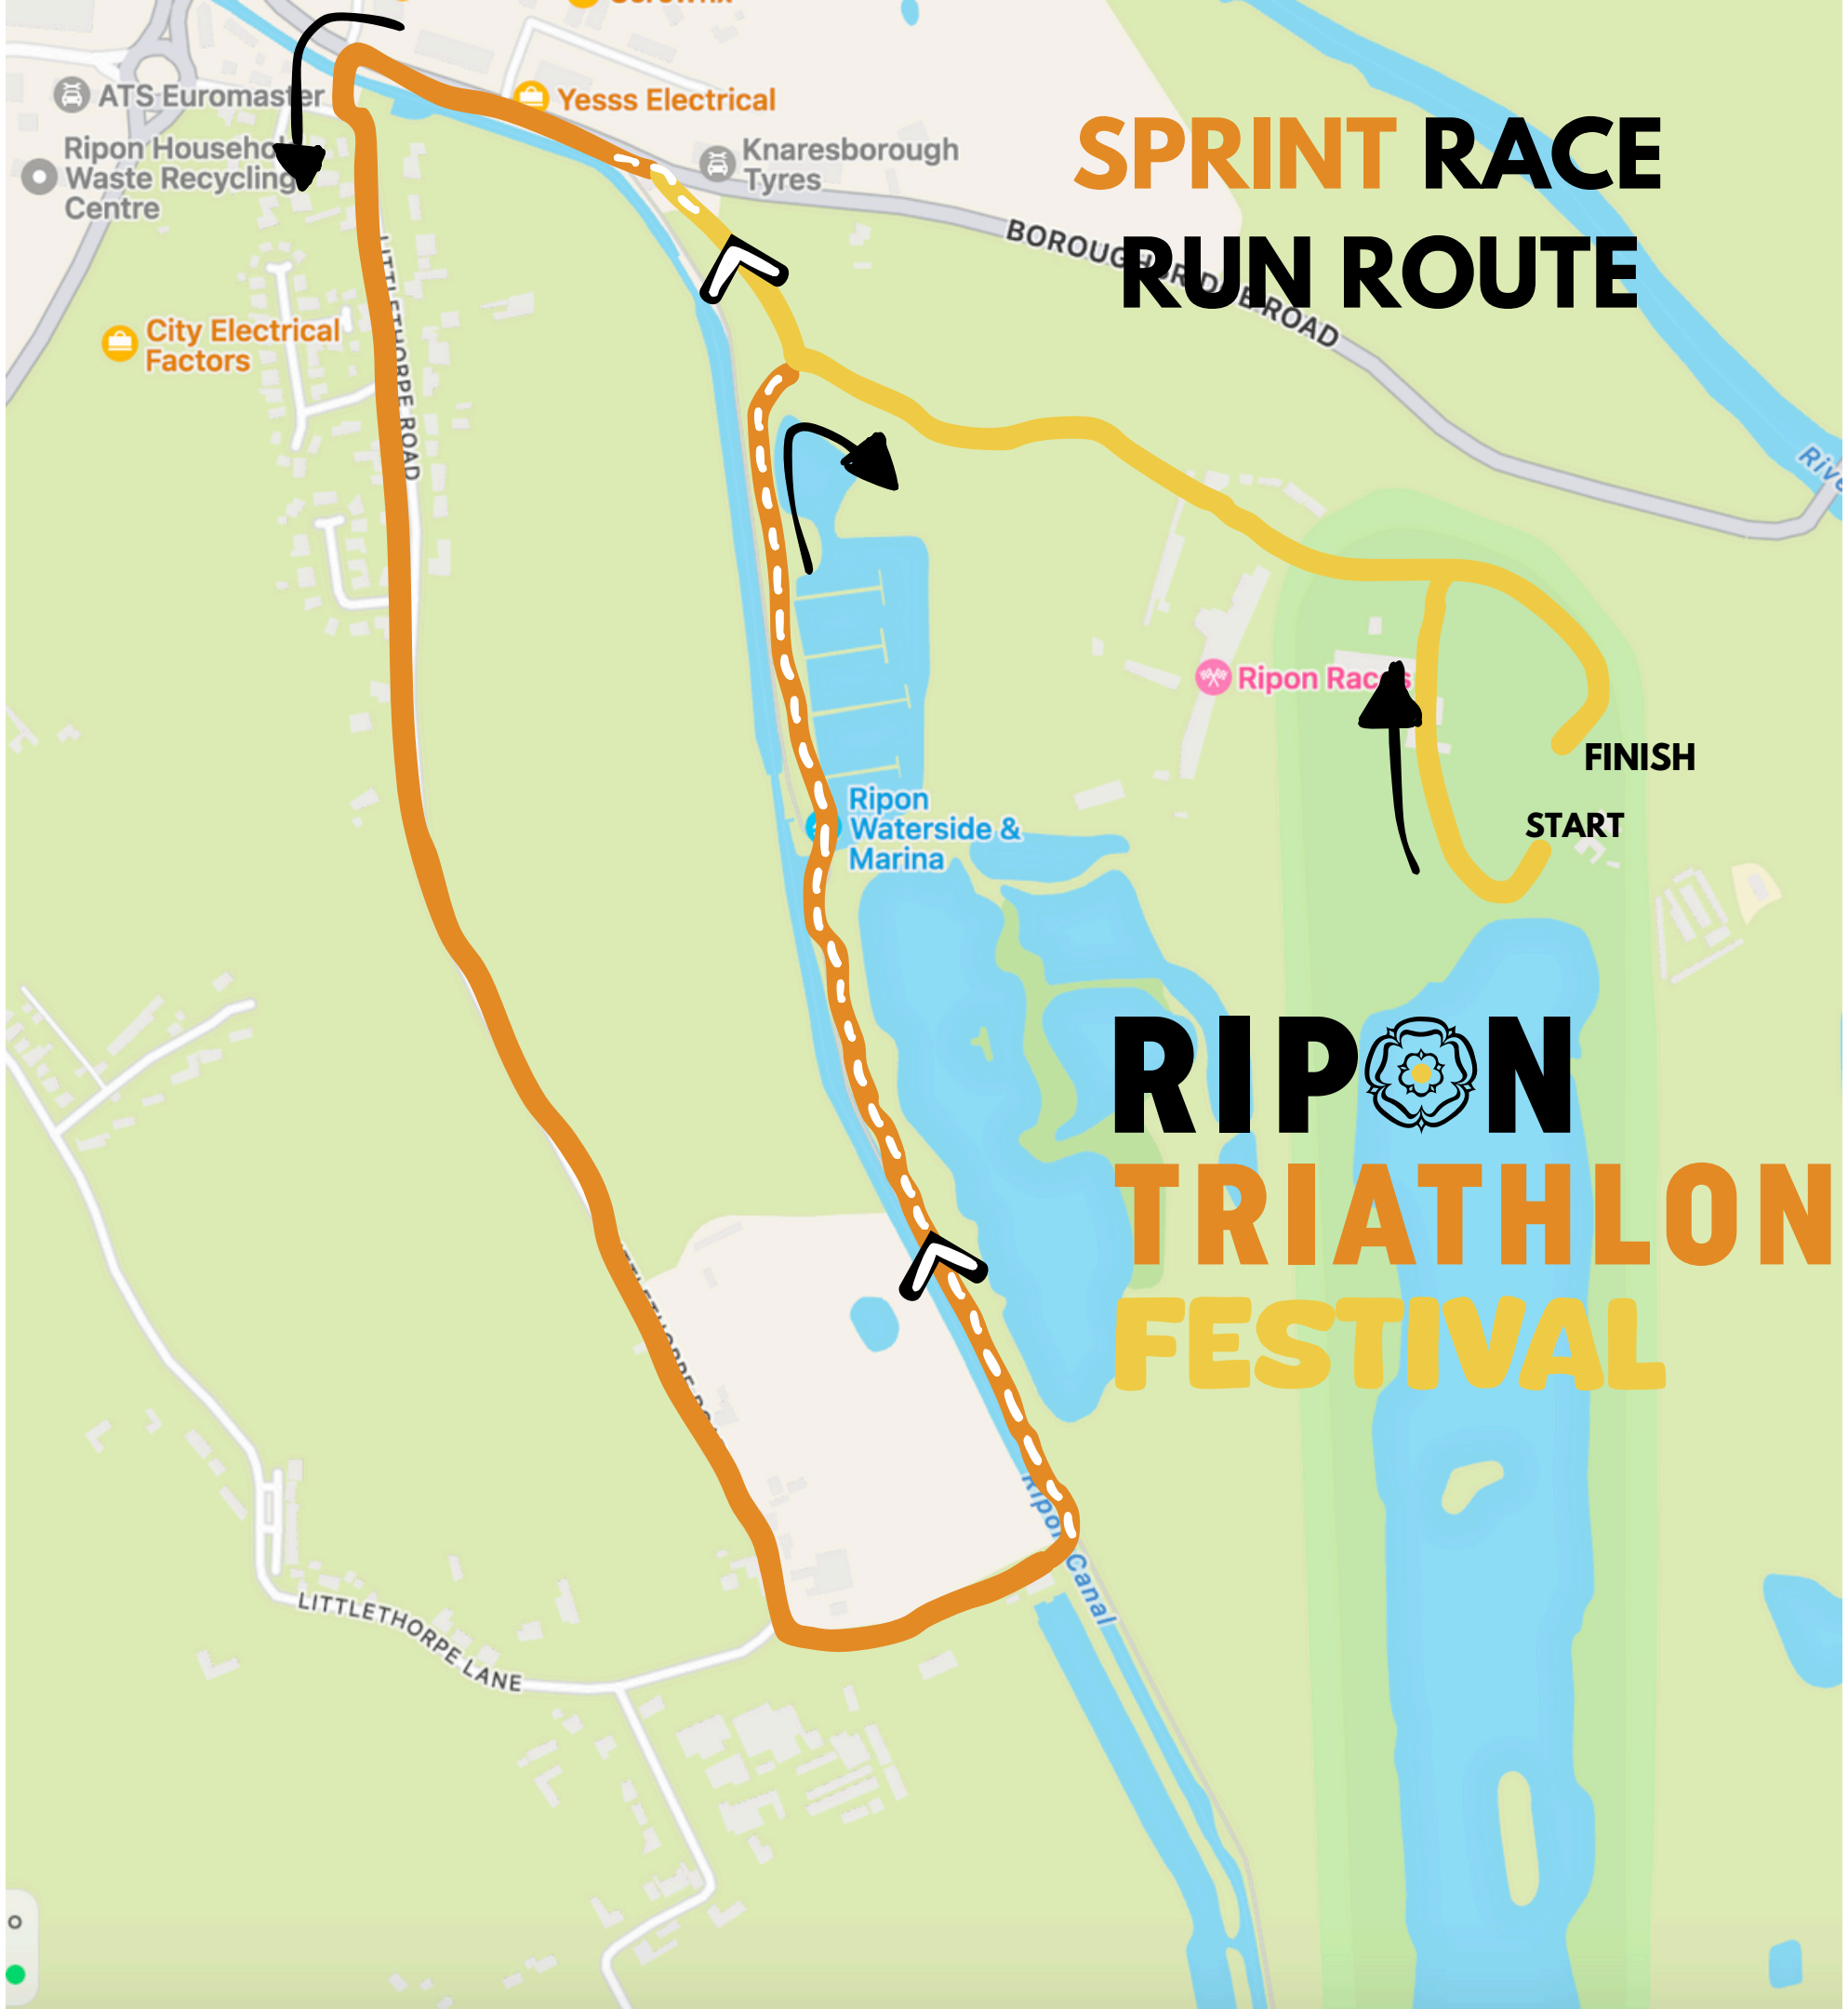 ATS Euromaster
Yesss Electrical
Ripon Househo
Waste Recycling
Centre
Knaresborough
Tyres
SPRINT RACE
RUN ROUTE
BOROUGHBRIDGE ROAD
City Electrical
Factors
LITTLETHORPE ROAD
Ripon Races
FINISH
START
Ripon
Waterside &
Marina
RIPON
TRIATHLON
FESTIVAL
Ripon Canal
LITTLETHORPE LANE